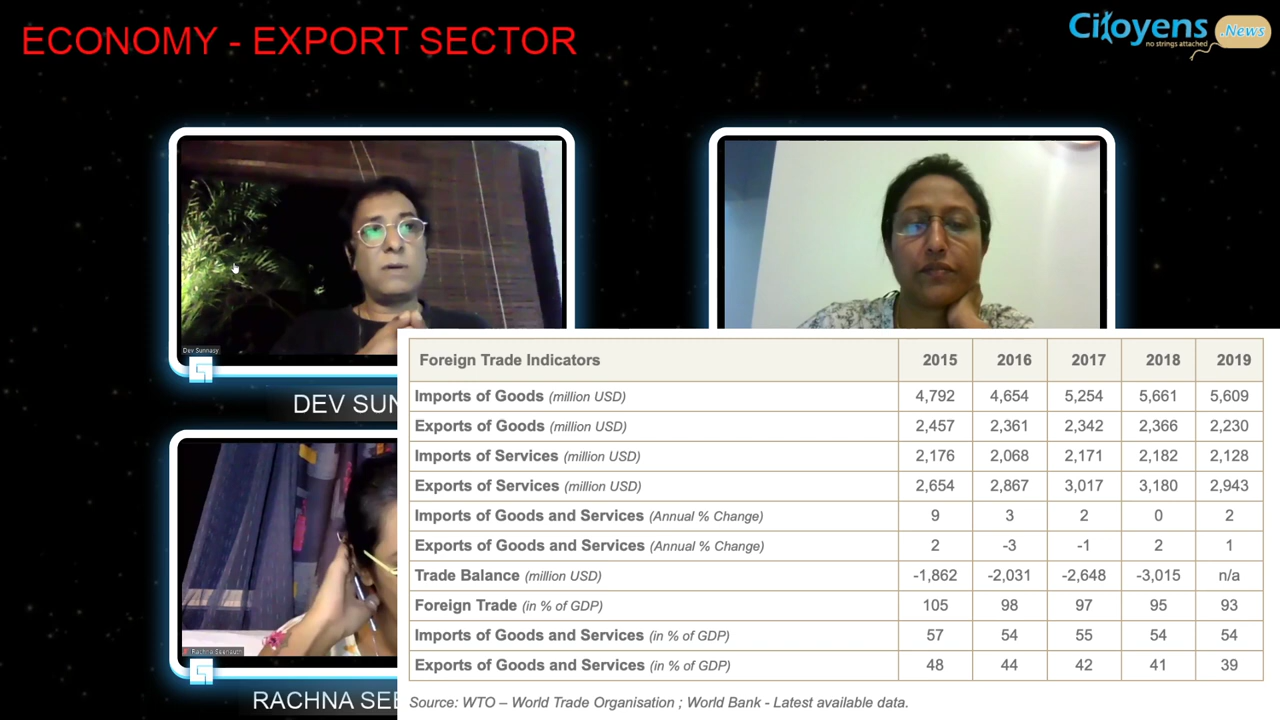 ECONOMY - EXPORT SECTOR
Citoyens .News
no strings attached
Dev Sunnasy
DEV SUN
Rachna Seenauth
RACHNA SEE
Foreign Trade Indicators 2015 2016 2017 2018 2019
Imports of Goods (million USD) 4,792 4,654 5,254 5,661 5,609
Exports of Goods (million USD) 2,457 2,361 2,342 2,366 2,230
Imports of Services (million USD) 2,176 2,068 2,171 2,182 2,128
Exports of Services (million USD) 2,654 2,867 3,017 3,180 2,943
Imports of Goods and Services (Annual % Change) 9 3 2 0 2
Exports of Goods and Services (Annual % Change) 2 -3 -1 2 1
Trade Balance (million USD) -1,862 -2,031 -2,648 -3,015 n/a
Foreign Trade (in % of GDP) 105 98 97 95 93
Imports of Goods and Services (in % of GDP) 57 54 55 54 54
Exports of Goods and Services (in % of GDP) 48 44 42 41 39
Source: WTO – World Trade Organisation ; World Bank - Latest available data.